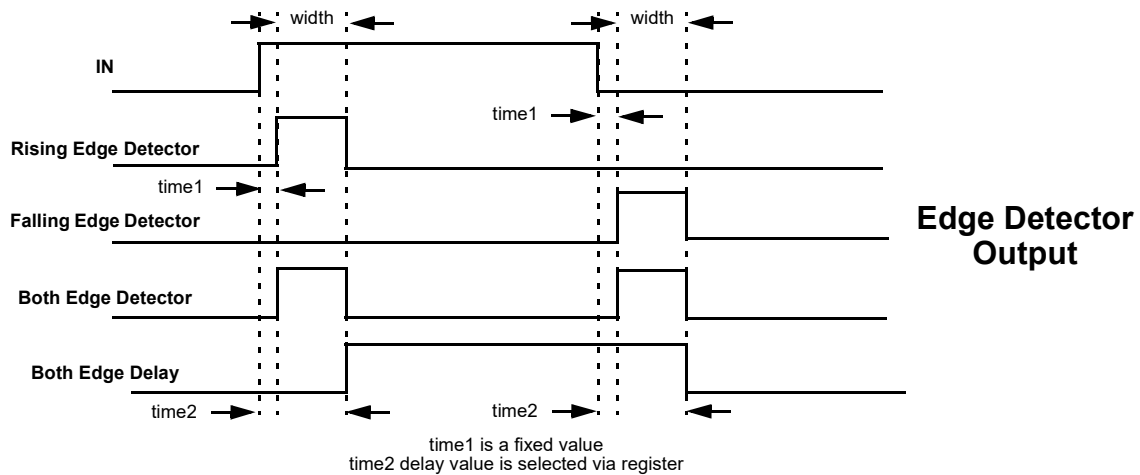 width
width
IN
time1
Rising Edge Detector
time1
Falling Edge Detector
Edge Detector
Output
Both Edge Detector
Both Edge Delay
time2
time2
time1 is a fixed value
time2 delay value is selected via register